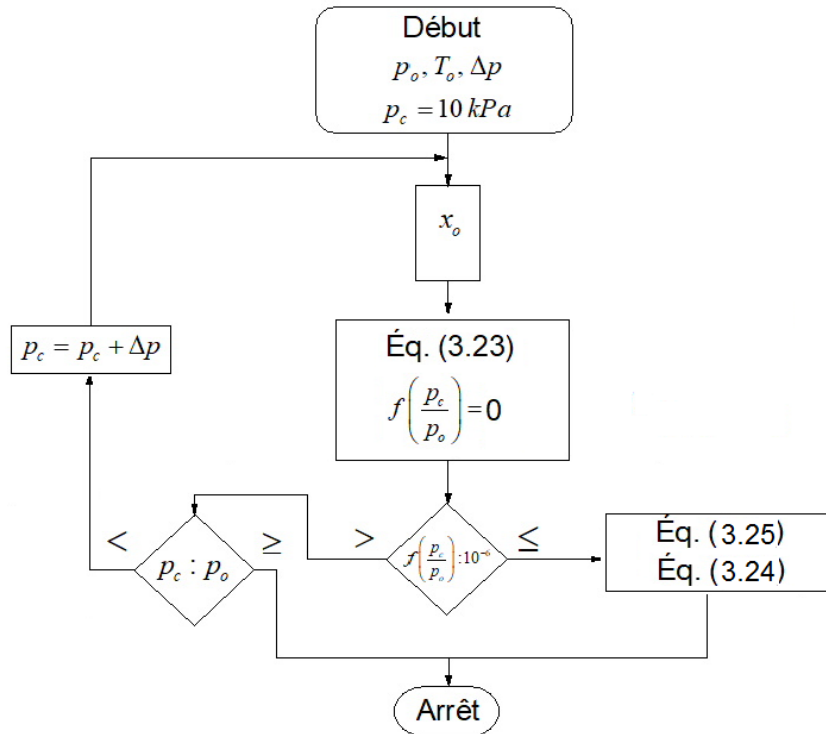 Début
p_o, T_o, Δp
p_c = 10 kPa
x_o
Éq. (3.23)
f(p_c/p_o) = 0
p_c = p_c + Δp
<
p_c : p_o
≥
>
f(p_c/p_o) : 10⁻⁶
≤
Éq. (3.25)
Éq. (3.24)
Arrêt